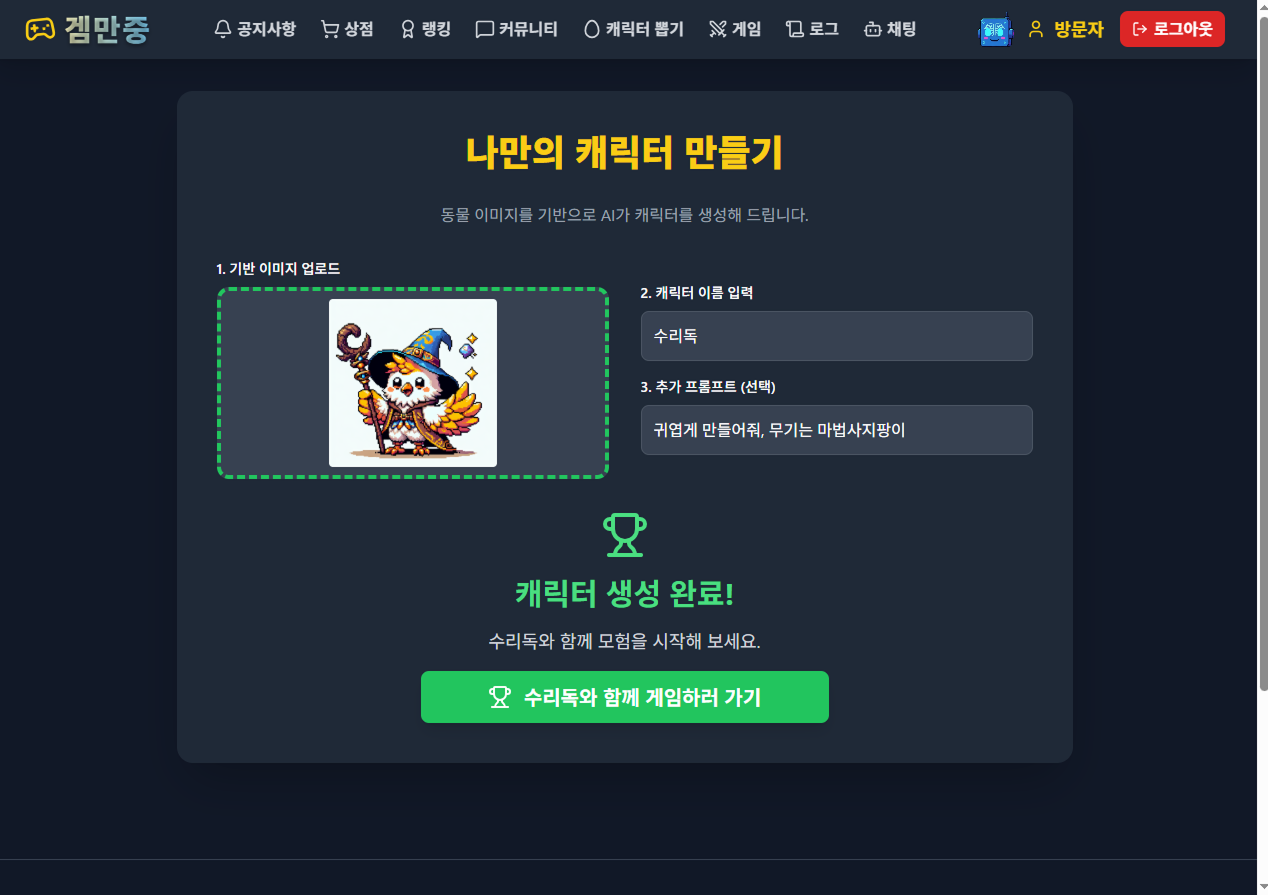 겜만중
공지사항 상점 랭킹 커뮤니티 캐릭터 뽑기 게임 로그 채팅
방문자 로그아웃
나만의 캐릭터 만들기
동물 이미지를 기반으로 AI가 캐릭터를 생성해 드립니다.
1. 기반 이미지 업로드
2. 캐릭터 이름 입력
수리독
3. 추가 프롬프트 (선택)
귀엽게 만들어줘, 무기는 마법사지팡이
캐릭터 생성 완료!
수리독와 함께 모험을 시작해 보세요.
수리독와 함께 게임하러 가기